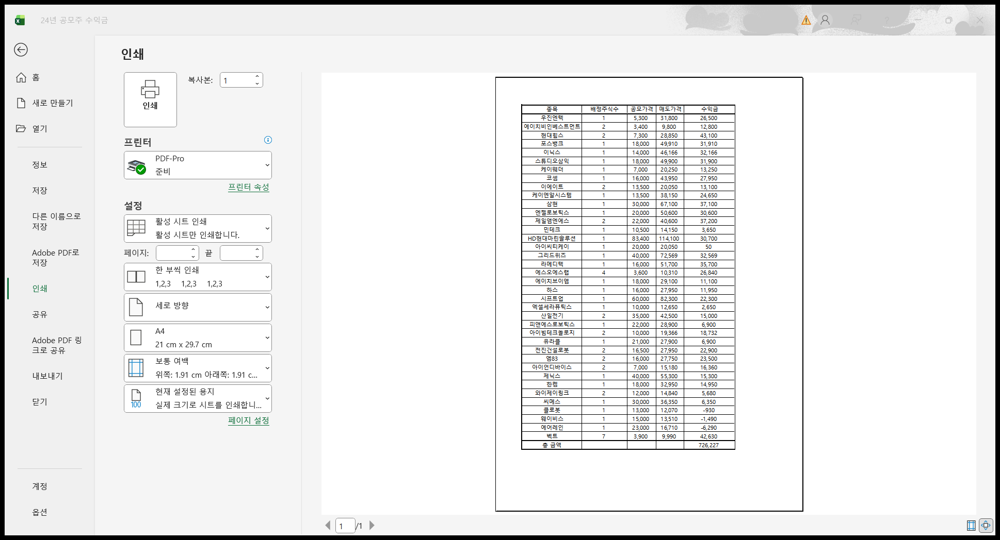 24년 공모주 수익금
인쇄
홈
새로 만들기
열기
정보
저장
다른 이름으로
저장
Adobe PDF로
저장
인쇄
공유
Adobe PDF 링
크로 공유
내보내기
닫기
계정
옵션
인쇄
복사본: 1
프린터
PDF-Pro
준비
프린터 속성
설정
활성 시트 인쇄
활성 시트만 인쇄합니다.
페이지: 끝
한 부씩 인쇄
1,2,3 1,2,3 1,2,3
세로 방향
A4
21 cm x 29.7 cm
보통 여백
위쪽: 1.91 cm 아래쪽: 1.91 c...
현재 설정된 용지
실제 크기로 시트를 인쇄합니...
100
페이지 설정
종목 배정주식수 공모가격 매도가격 수익금
우진엔텍 1 5,300 31,800 26,500
에이치비인베스트먼트 2 3,400 9,800 12,800
현대힘스 2 7,300 28,850 43,100
포스뱅크 1 18,000 49,910 31,910
이닉스 1 14,000 46,166 32,166
스튜디오삼익 1 18,000 49,900 31,900
케이웨더 1 7,000 20,250 13,250
코셈 1 16,000 43,950 27,950
이에이트 2 13,500 20,050 13,100
케이엔알시스템 1 13,500 38,150 24,650
삼현 1 30,000 67,100 37,100
엔젤로보틱스 1 20,000 50,600 30,600
제일앰엔에스 2 22,000 40,600 37,200
민테크 1 10,500 14,150 3,650
HD현대마린솔루션 1 83,400 114,100 30,700
아이씨티케이 1 20,000 20,050 50
그리드위즈 1 40,000 72,569 32,569
라메디텍 1 16,000 51,700 35,700
에스오에스랩 4 3,600 10,310 26,840
에이치브이엠 1 18,000 29,100 11,100
하스 1 16,000 27,950 11,950
시프트업 1 60,000 82,300 22,300
엑셀세라퓨틱스 1 10,000 12,650 2,650
산일전기 2 35,000 42,500 15,000
피앤에스로보틱스 1 22,000 28,900 6,900
아이빔테크놀로지 2 10,000 19,366 18,732
유라클 1 21,000 27,900 6,900
전진건설로봇 2 16,500 27,950 22,900
엠83 2 16,000 27,750 23,500
아이언디바이스 2 7,000 15,180 16,360
제닉스 1 40,000 55,300 15,300
한켐 1 18,000 32,950 14,950
와이제이링크 2 12,000 14,840 5,680
씨메스 1 30,000 36,350 6,350
클로봇 1 13,000 12,070 -930
웨이비스 1 15,000 13,510 -1,490
에어레인 1 23,000 16,710 -6,290
벡트 7 3,900 9,990 42,630
총 금액 726,227
1 /1